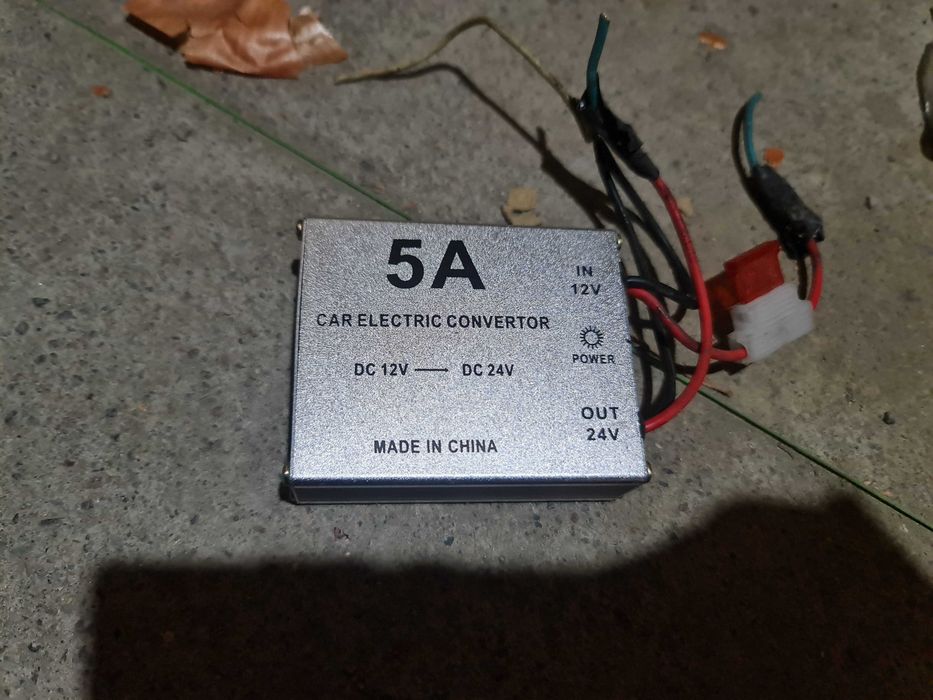 5A
CAR ELECTRIC CONVERTOR
DC 12V — DC 24V
MADE IN CHINA
IN
12V
POWER
OUT
24V